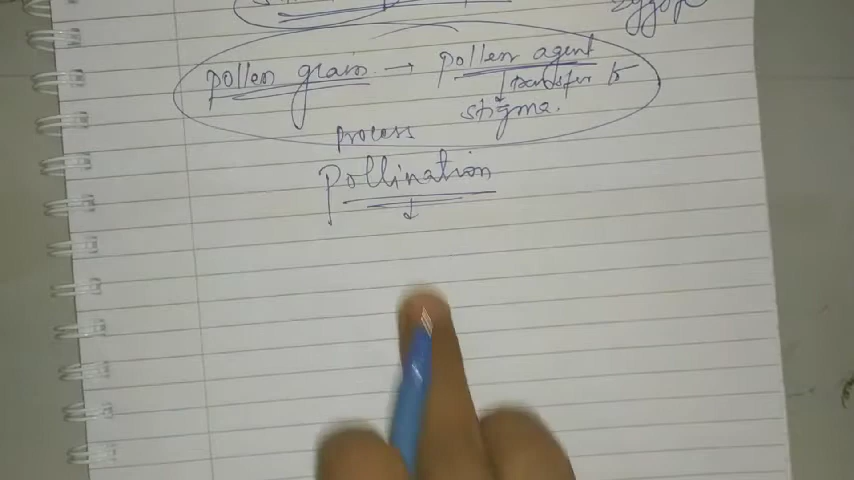 pollen grain → pollen agent
↓ transfer to
stigma.
process
Pollination
↓